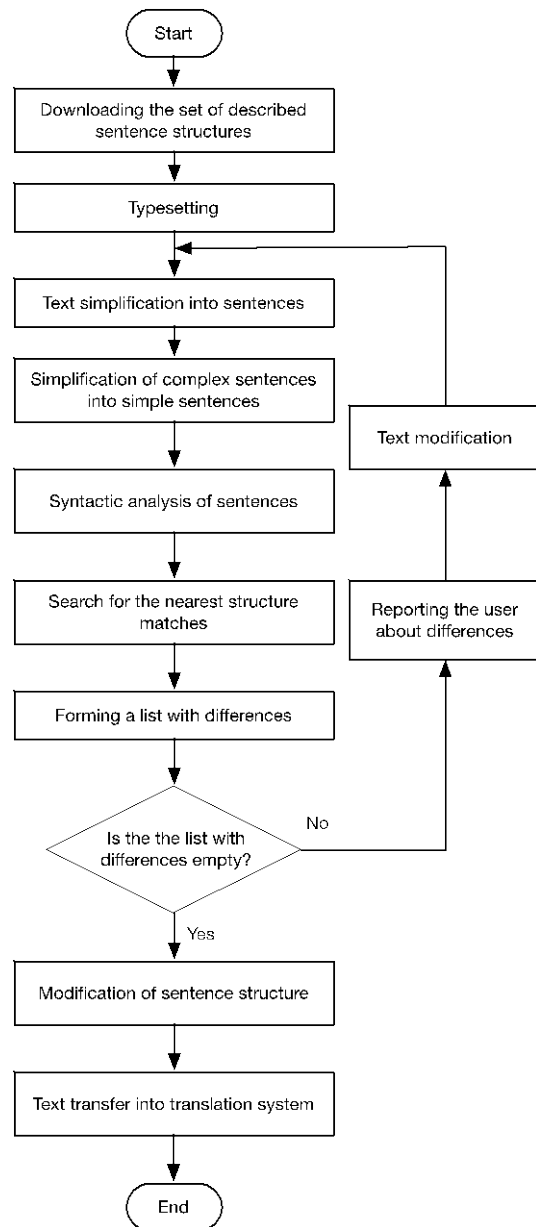 Start
Downloading the set of described
sentence structures
Typesetting
Text simplification into sentences
Simplification of complex sentences
into simple sentences
Text modification
Syntactic analysis of sentences
Search for the nearest structure
matches
Reporting the user
about differences
Forming a list with differences
Is the the list with
differences empty?
No
Yes
Modification of sentence structure
Text transfer into translation system
End